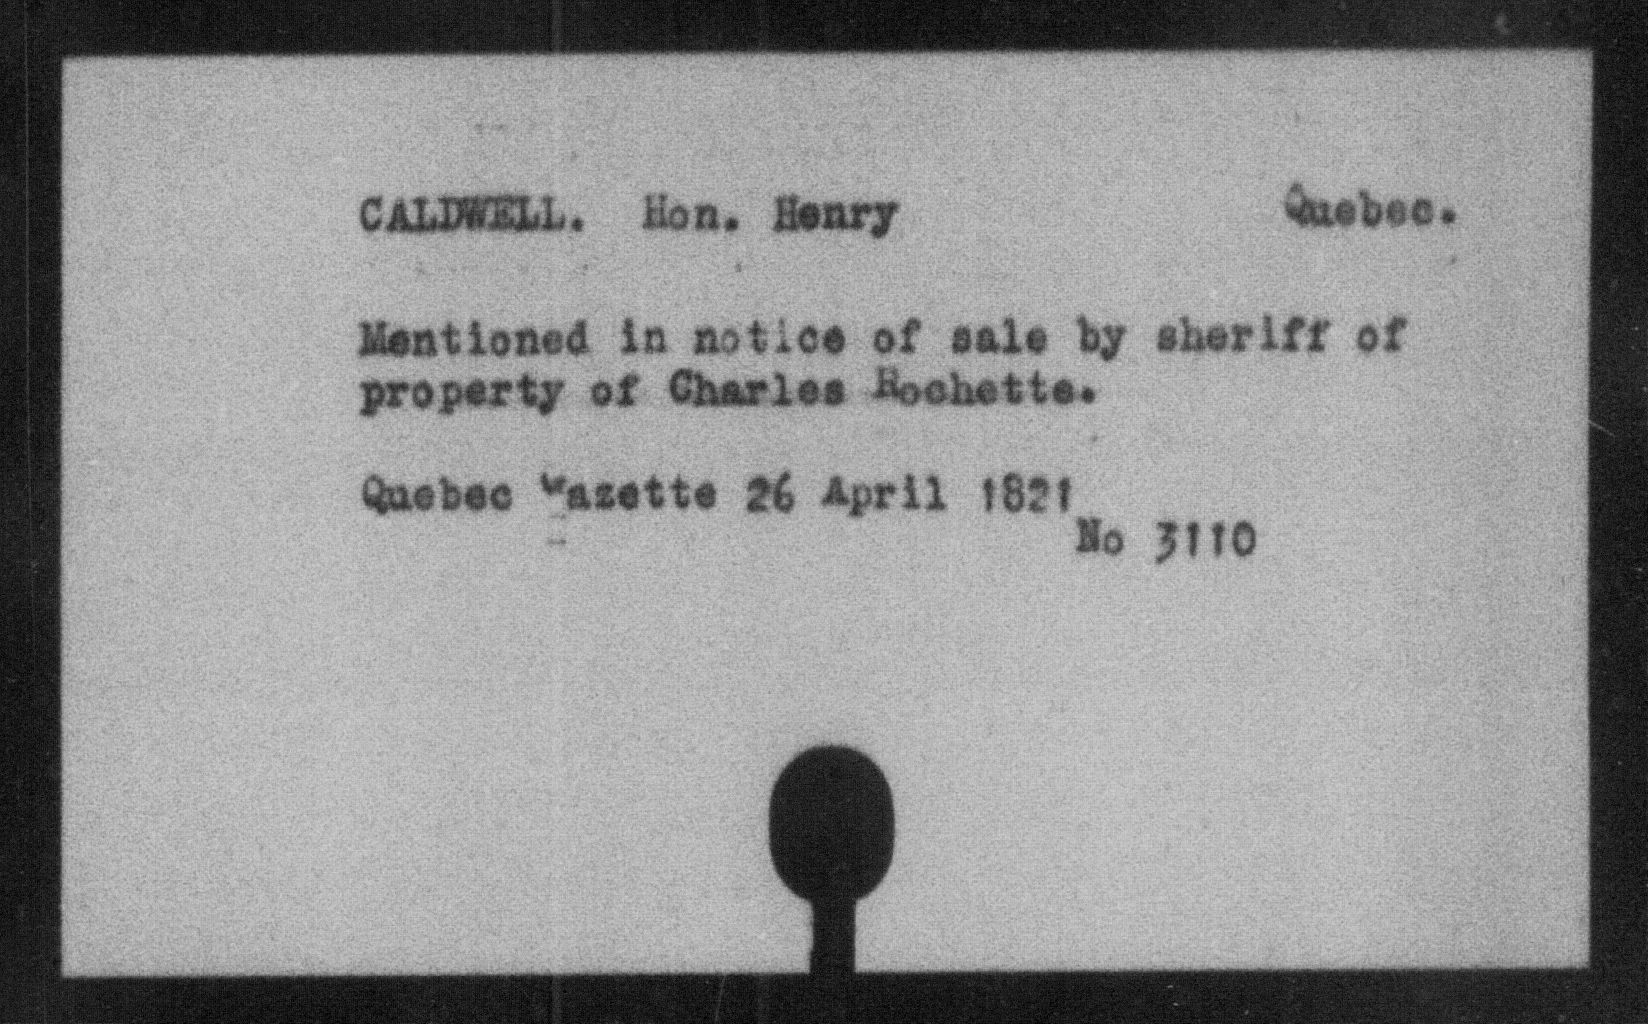 CALDWELL. Hon. Henry Quebec.
Mentioned in notice of sale by sheriff of
property of Charles Rochette.
Quebec Gazette 26 April 1821
No 3110